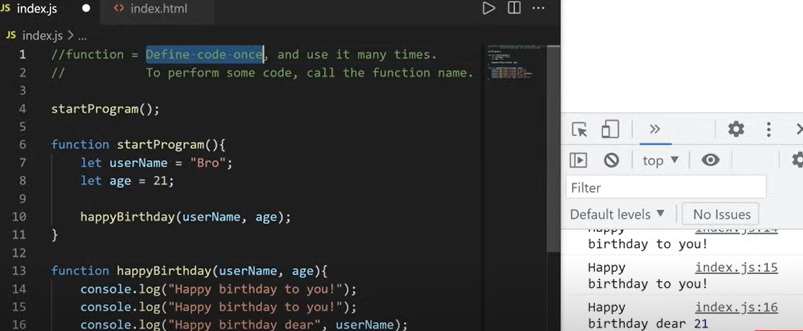 JS index.js
<> index.html
JS index.js > ...
1 //function = Define code once, and use it many times.
2 // To perform some code, call the function name.
3
4 startProgram();
5
6 function startProgram(){
7 let userName = "Bro";
8 let age = 21;
9
10 happyBirthday(userName, age);
11 }
12
13 function happyBirthday(userName, age){
14 console.log("Happy birthday to you!");
15 console.log("Happy birthday to you!");
16 console.log("Happy birthday dear", userName);
top
Filter
Default levels
No Issues
Happy index.js:14
birthday to you!
Happy index.js:15
birthday to you!
Happy index.js:16
birthday dear 21